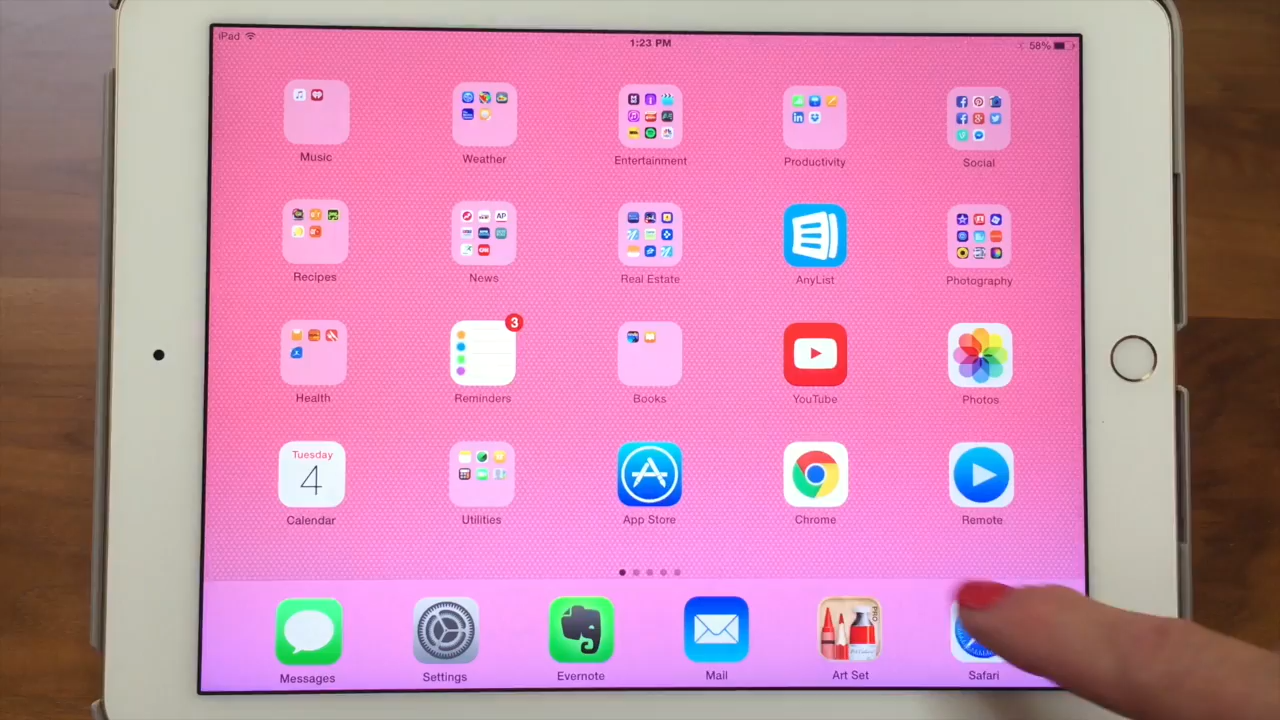 iPad
1:23 PM
58%
Music
Weather
Entertainment
Productivity
Social
Recipes
News
Real Estate
AnyList
Photography
3
Health
Reminders
Books
YouTube
Photos
Tuesday
4
Calendar
Utilities
App Store
Chrome
Remote
PRO
Messages
Settings
Evernote
Mail
Art Set
Safari